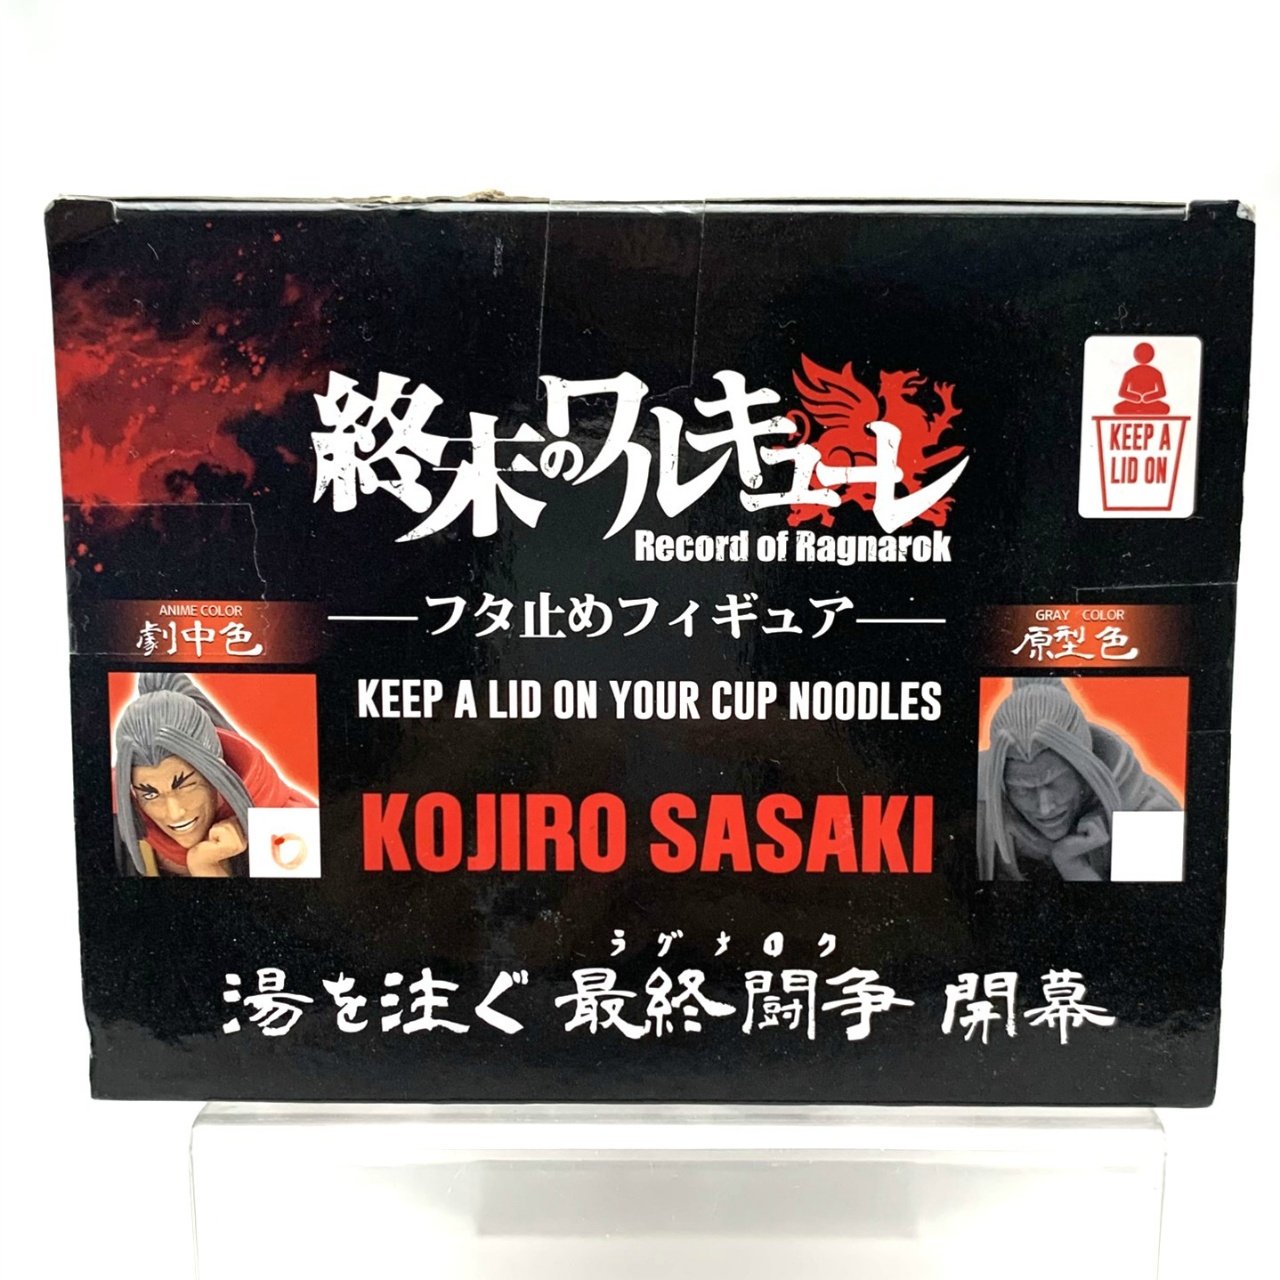 終末のワルキューレ
Record of Ragnarok
KEEP A
LID ON
フタ止めフィギュア
ANIME COLOR
劇中色
GRAY COLOR
原型色
KEEP A LID ON YOUR CUP NOODLES
KOJIRO SASAKI
ラグナロク
湯を注ぐ 最終闘争 開幕